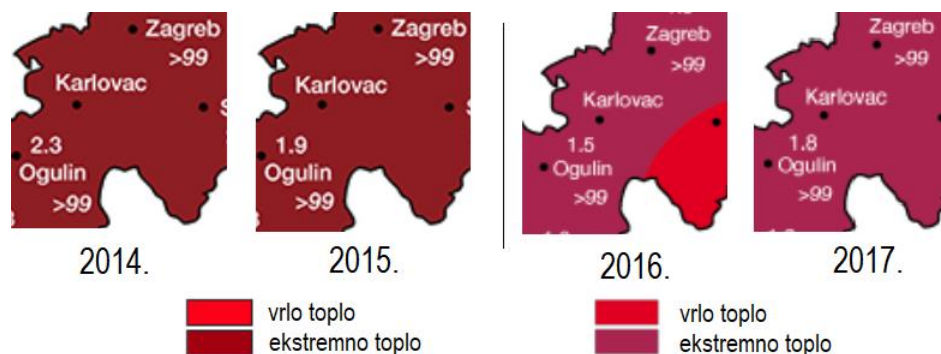 Zagreb
>99
Karlovac
2.3
Ogulin
>99
2014.
Zagreb
>99
Karlovac
1.9
Ogulin
>99
2015.
Zagreb
>99
Karlovac
1.5
Ogulin
>99
2016.
Zagreb
>99
Karlovac
1.8
Ogulin
>99
2017.
vrlo toplo
ekstremno toplo
vrlo toplo
ekstremno toplo